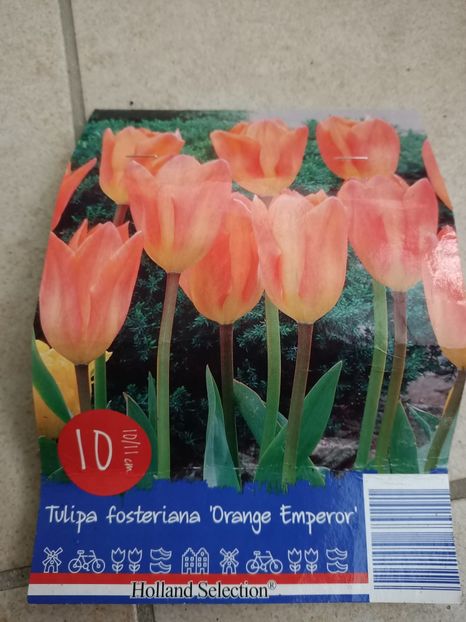 10
10/11 cm
Tulipa fosteriana 'Orange Emperor'
Holland Selection®